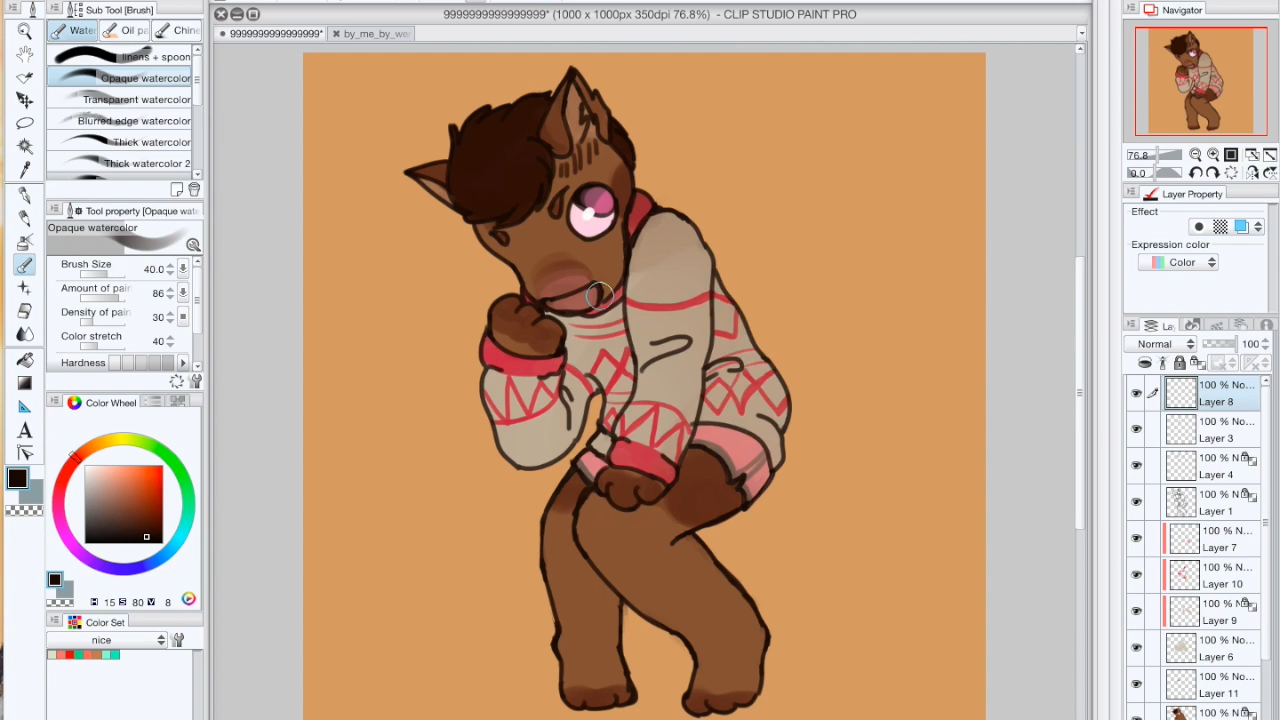 Sub Tool [Brush]
Water
Oil pa
Chine
linens + spoon
Opaque watercolor
Transparent watercolor
Blurred edge watercolor
Thick watercolor
Thick watercolor 2
Tool property [Opaque wate
Opaque watercolor
Brush Size 40.0
Amount of pain 86
Density of pain 30
Color stretch 40
Hardness
Color Wheel
H 15 S 80 V 8
Color Set
nice
9999999999999999* (1000 x 1000px 350dpi 76.8%) - CLIP STUDIO PAINT PRO
9999999999999999*
by_me_by_we
Navigator
76.8
0.0
Layer Property
Effect
Expression color
Color
La
Normal 100
100 % No...
Layer 8
100 % No...
Layer 3
100 % N
Layer 4
100 % N
Layer 1
100 % N...
Layer 7
100 % N...
Layer 10
100 % N
Layer 9
100 % No...
Layer 6
100 % N...
Layer 11
100 % N